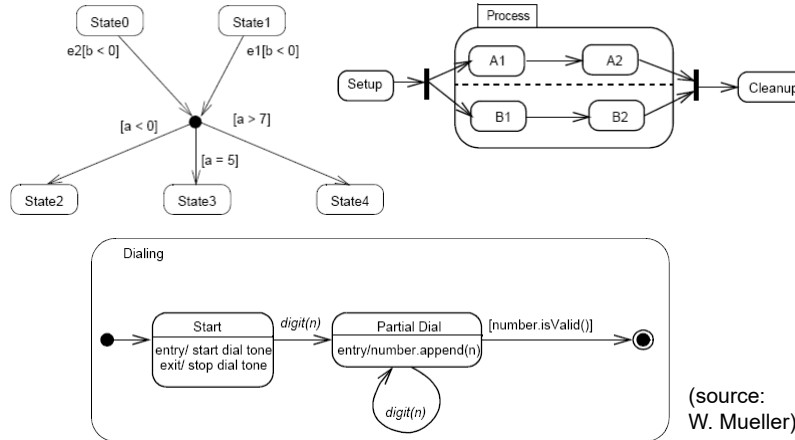 State0
State1
e2[b < 0]
e1[b < 0]
[a < 0]
[a > 7]
[a = 5]
State2
State3
State4
Process
Setup
A1
A2
B1
B2
Cleanup
Dialing
Start
entry/ start dial tone
exit/ stop dial tone
digit(n)
Partial Dial
entry/number.append(n)
digit(n)
[number.isValid()]
(source:
W. Mueller)